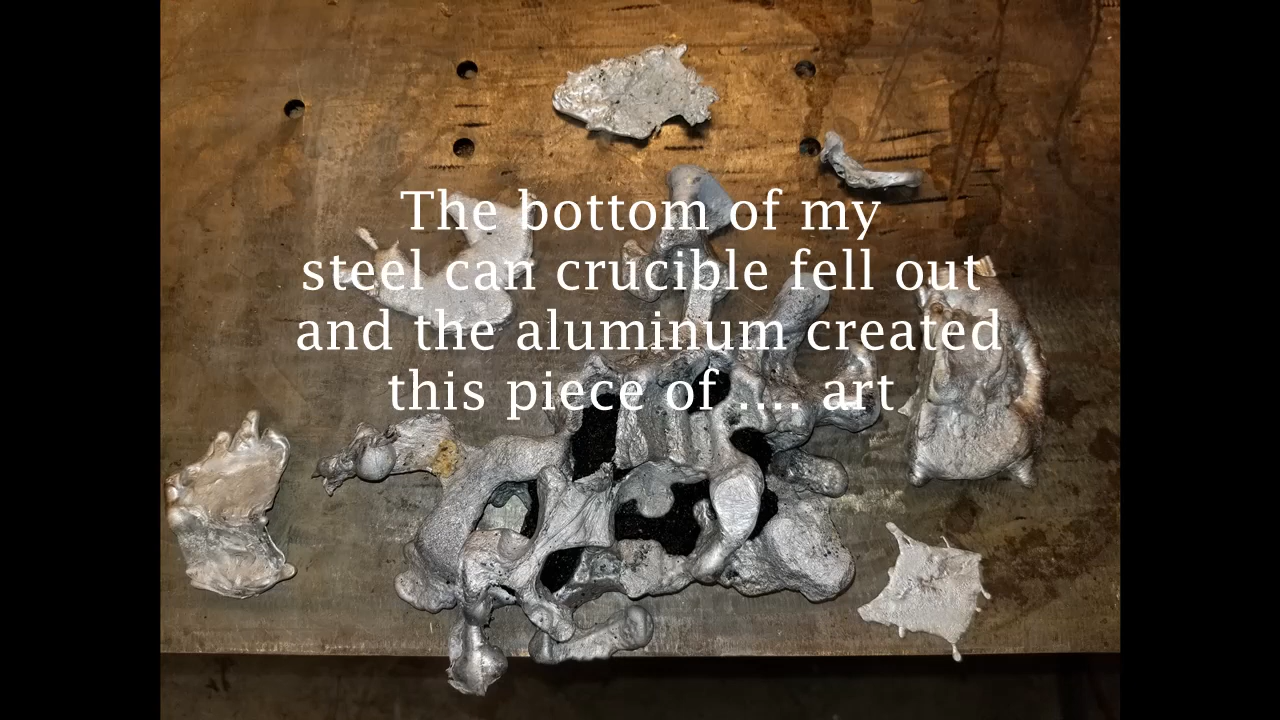 The bottom of my
steel can crucible fell out
and the aluminum created
this piece of .... art